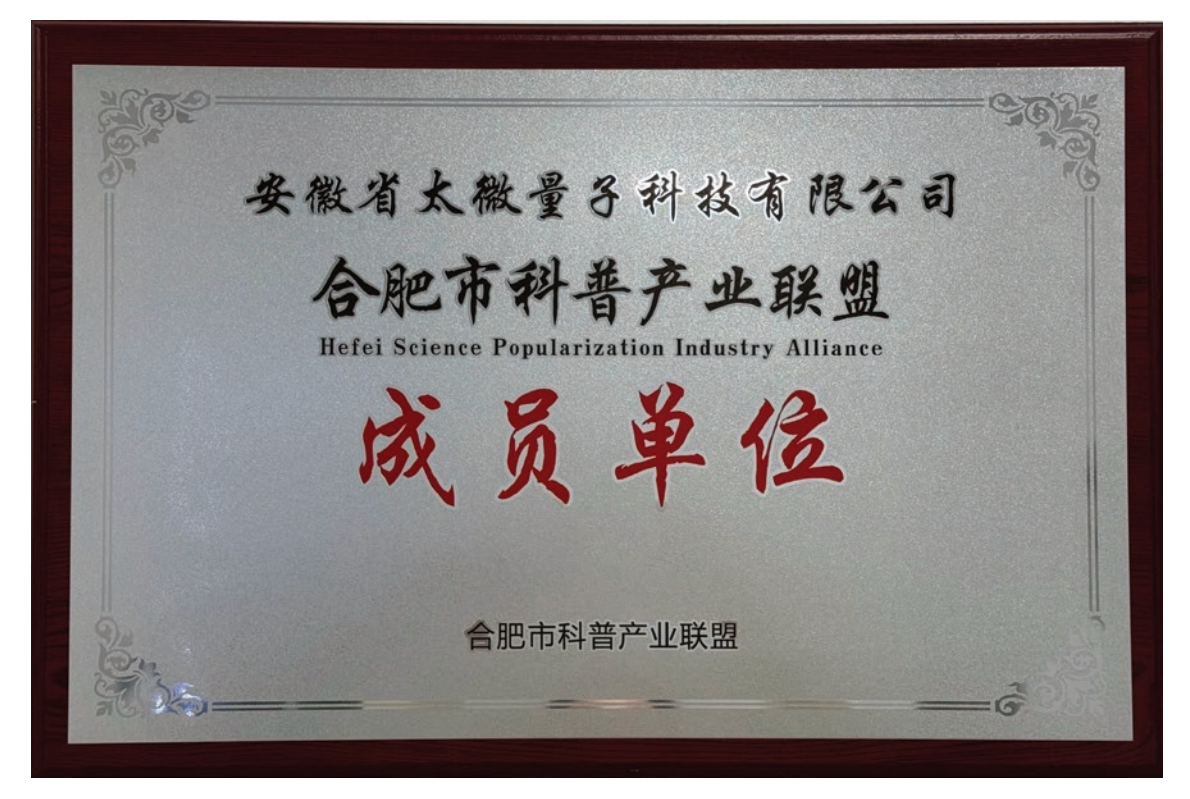 安徽省太微量子科技有限公司
合肥市科普产业联盟
Hefei Science Popularization Industry Alliance
成员单位
合肥市科普产业联盟